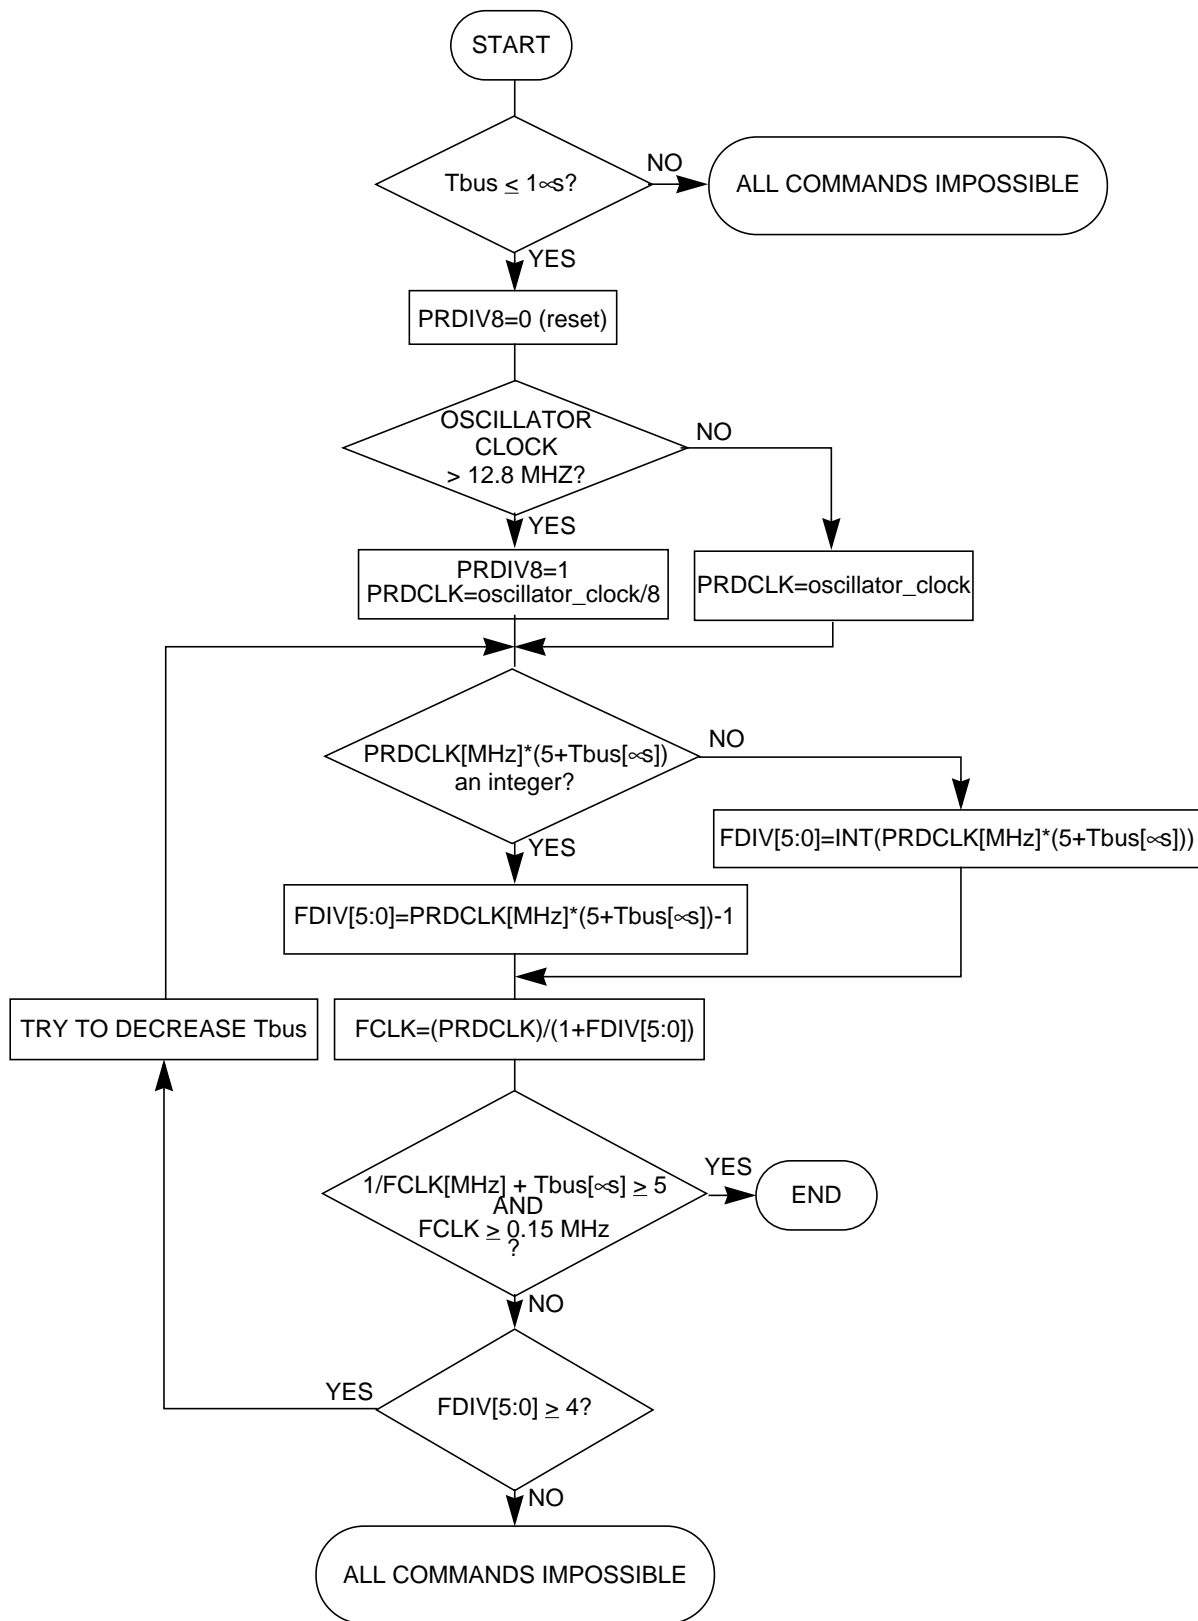 START
Tbus ≤ 1∝s?
NO
ALL COMMANDS IMPOSSIBLE
YES
PRDIV8=0 (reset)
OSCILLATOR
CLOCK
> 12.8 MHZ?
NO
YES
PRDIV8=1
PRDCLK=oscillator_clock/8
PRDCLK=oscillator_clock
PRDCLK[MHz]*(5+Tbus[∝s])
an integer?
NO
YES
FDIV[5:0]=INT(PRDCLK[MHz]*(5+Tbus[∝s]))
FDIV[5:0]=PRDCLK[MHz]*(5+Tbus[∝s])-1
TRY TO DECREASE Tbus
FCLK=(PRDCLK)/(1+FDIV[5:0])
1/FCLK[MHz] + Tbus[∝s] ≥ 5
AND
FCLK ≥ 0.15 MHz
?
YES
END
NO
FDIV[5:0] ≥ 4?
YES
NO
ALL COMMANDS IMPOSSIBLE